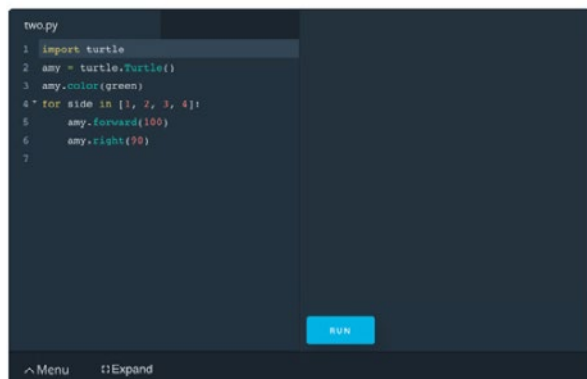 two.py
1 import turtle
2 amy = turtle.Turtle()
3 amy.color(green)
4 for side in [1, 2, 3, 4]:
5     amy.forward(100)
6     amy.right(90)
7
RUN
Menu Expand